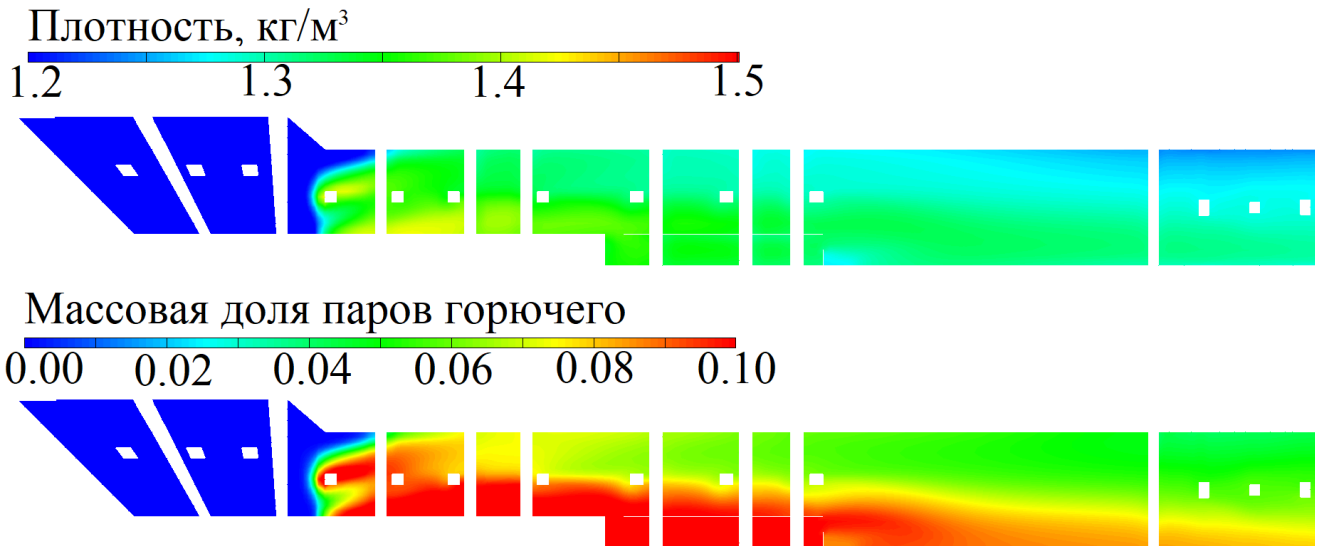 Плотность, кг/м³
1.2 1.3 1.4 1.5
Массовая доля паров горючего
0.00 0.02 0.04 0.06 0.08 0.10